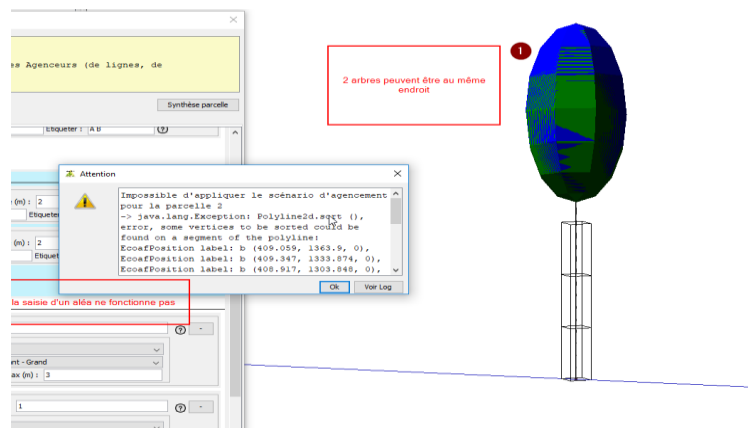 es Agenceurs (de lignes, de
Synthèse parcelle
Etiqueter : A B
(m) : 2
Etiqueter
(m) : 2
Etiquet
Attention
Impossible d'appliquer le scénario d'agencement
pour la parcelle 2
-> java.lang.Exception: Polyline2d.sort (),
error, some vertices to be sorted could be
found on a segment of the polyline:
EcoafPosition label: b (409.059, 1363.9, 0),
EcoafPosition label: b (409.347, 1333.874, 0),
EcoafPosition label: b (408.917, 1303.848, 0),
Ok
Voir Log
la saisie d'un aléa ne fonctionne pas
-
nt - Grand
ax (m) : 3
1
-
2 arbres peuvent être au même
endroit
1